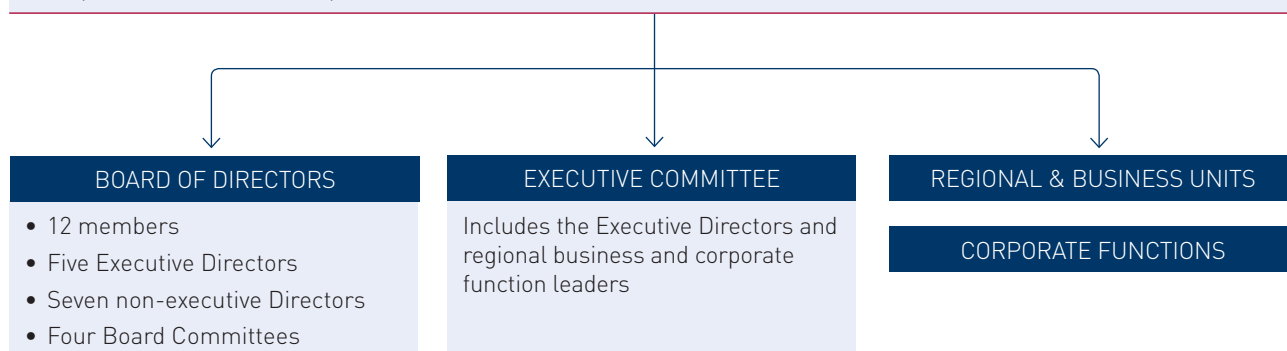 BOARD OF DIRECTORS
• 12 members
• Five Executive Directors
• Seven non-executive Directors
• Four Board Committees
EXECUTIVE COMMITTEE
Includes the Executive Directors and
regional business and corporate
function leaders
REGIONAL & BUSINESS UNITS
CORPORATE FUNCTIONS